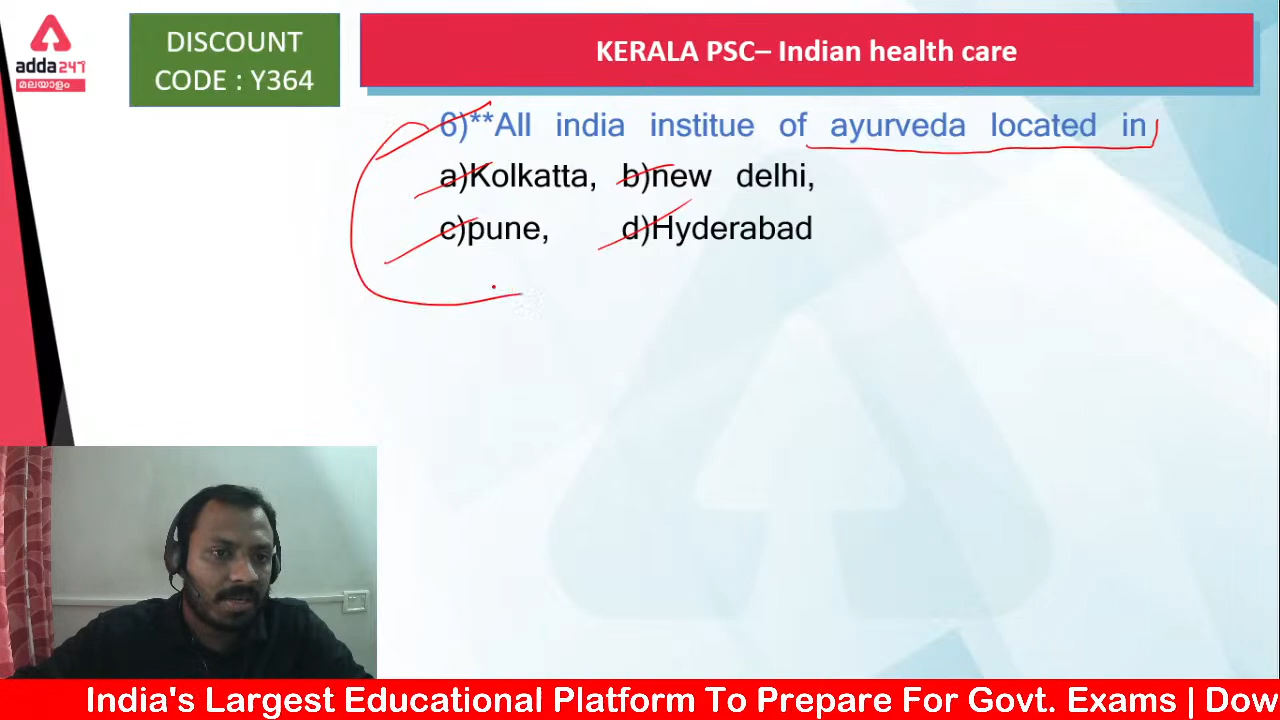 adda247
മലയാളം
DISCOUNT
CODE : Y364
KERALA PSC– Indian health care
6)**All india institue of ayurveda located in
a)Kolkatta, b)new delhi,
c)pune, d)Hyderabad
India's Largest Educational Platform To Prepare For Govt. Exams | Dow